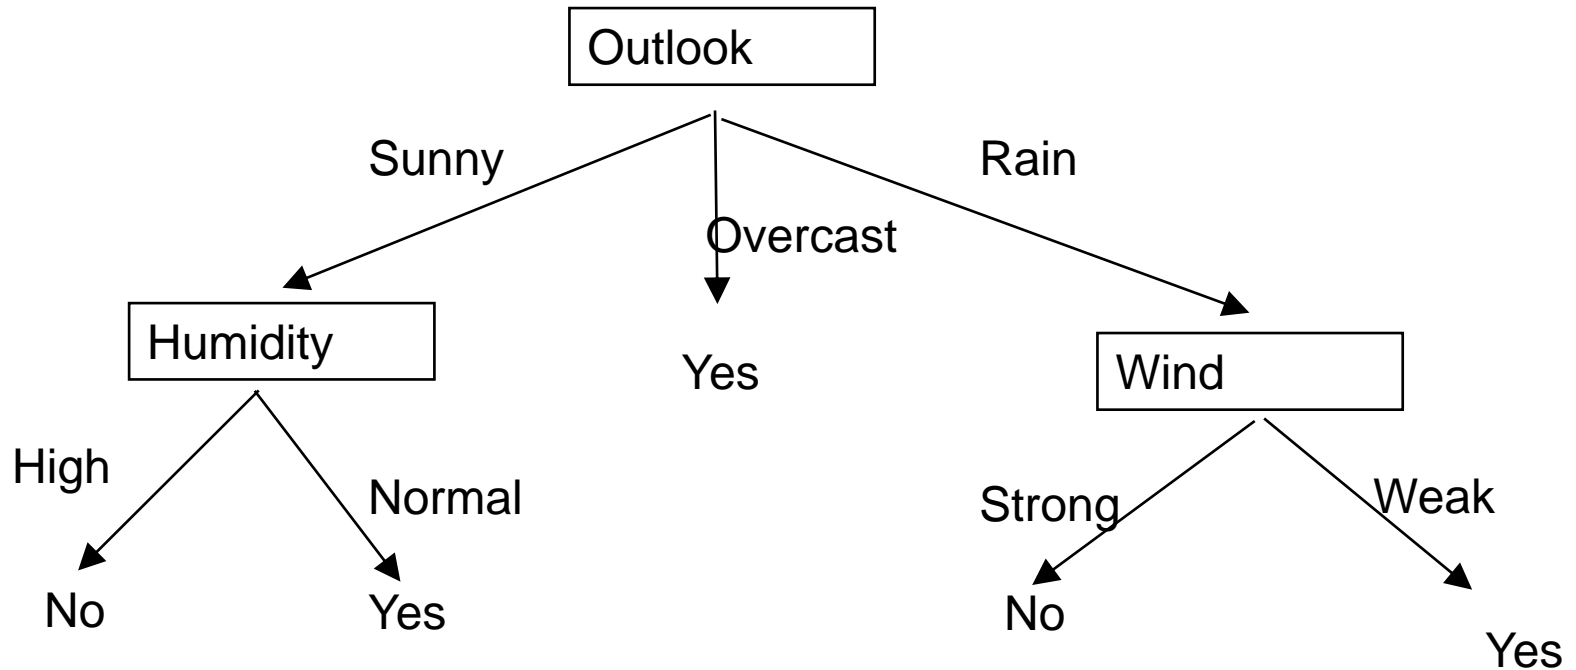 Outlook
Sunny
Rain
Overcast
Humidity
Yes
Wind
High
Normal
Strong
Weak
No
Yes
No
Yes